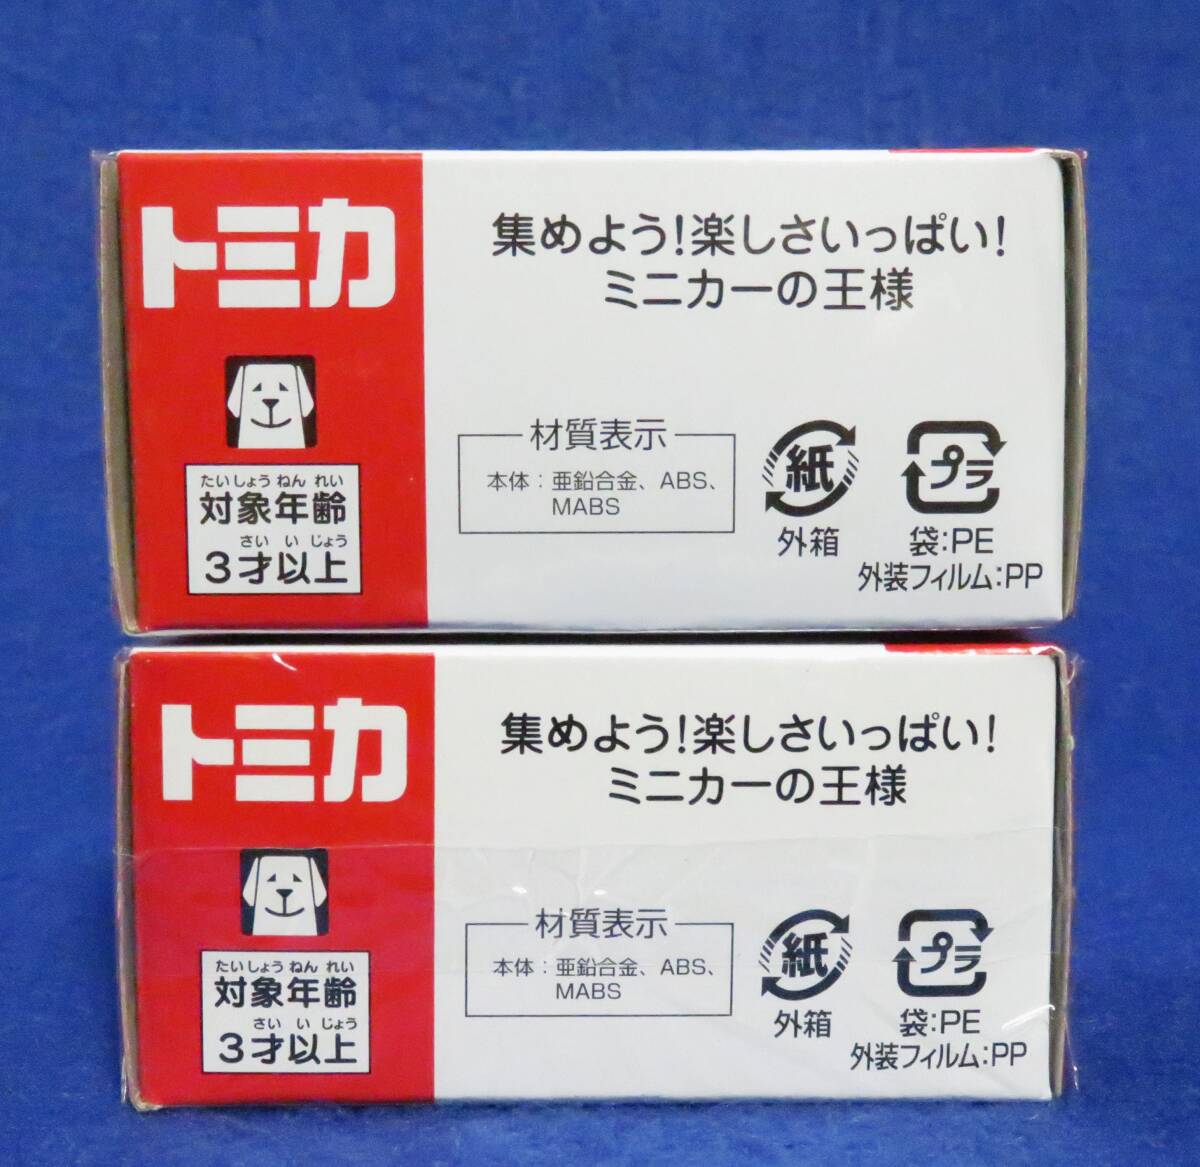 トミカ
たいしょうねんれい
対象年齢
さいいじょう
3才以上
集めよう!楽しさいっぱい!
ミニカーの王様
材質表示
本体:亜鉛合金、ABS、
MABS
紙
外箱
プラ
袋:PE
外装フィルム:PP
トミカ
たいしょうねんれい
対象年齢
さいいじょう
3才以上
集めよう!楽しさいっぱい!
ミニカーの王様
材質表示
本体:亜鉛合金、ABS、
MABS
紙
外箱
プラ
袋:PE
外装フィルム:PP